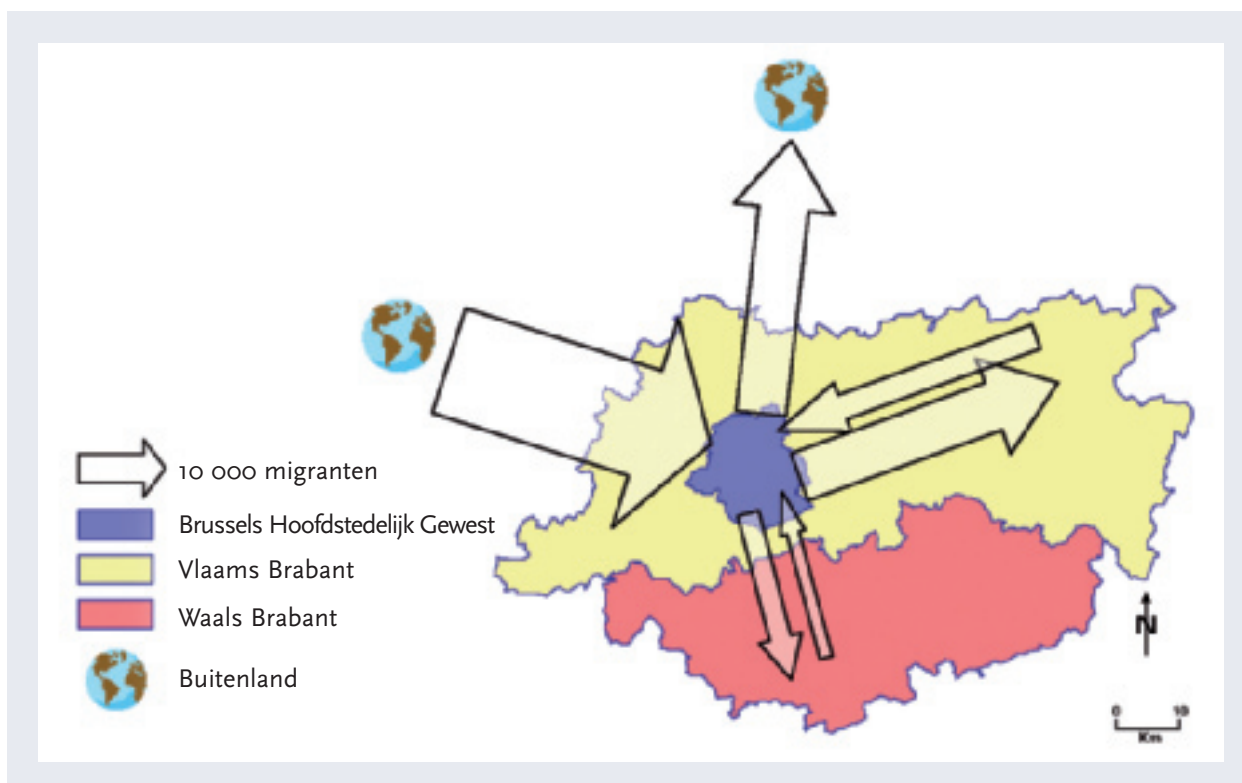 10 000 migranten
Brussels Hoofdstedelijk Gewest
Vlaams Brabant
Waals Brabant
Buitenland
N
0 10
Km